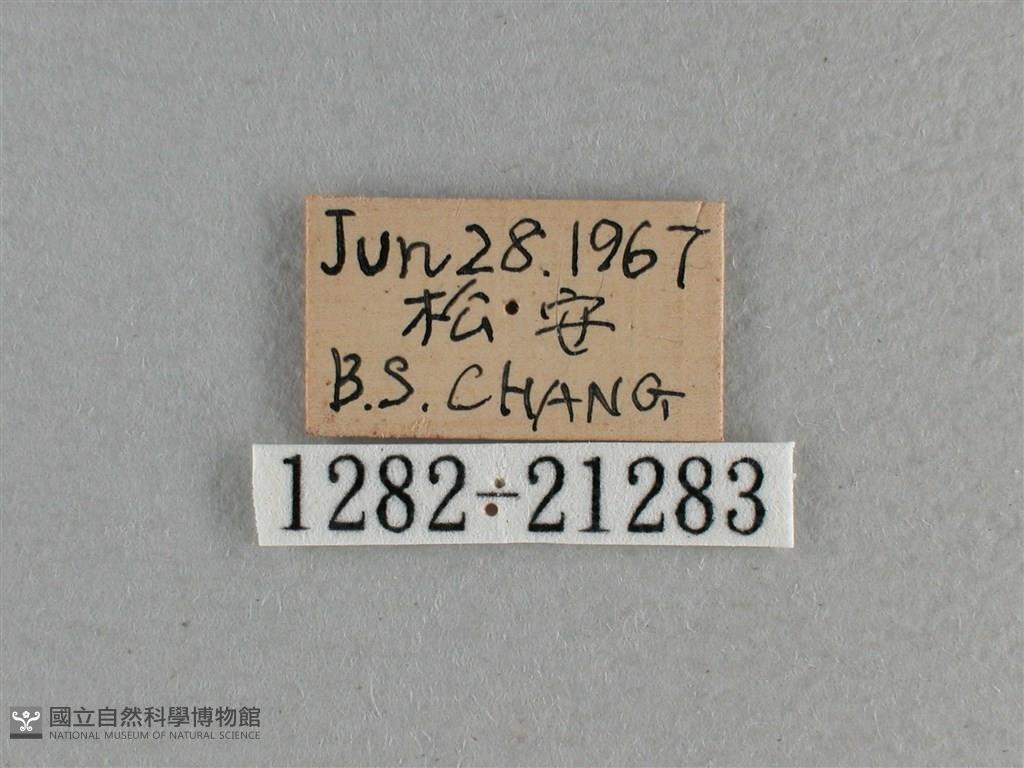 Jun 28. 1967
松安
B.S. CHANG
1282-21283
國立自然科學博物館
NATIONAL MUSEUM OF NATURAL SCIENCE